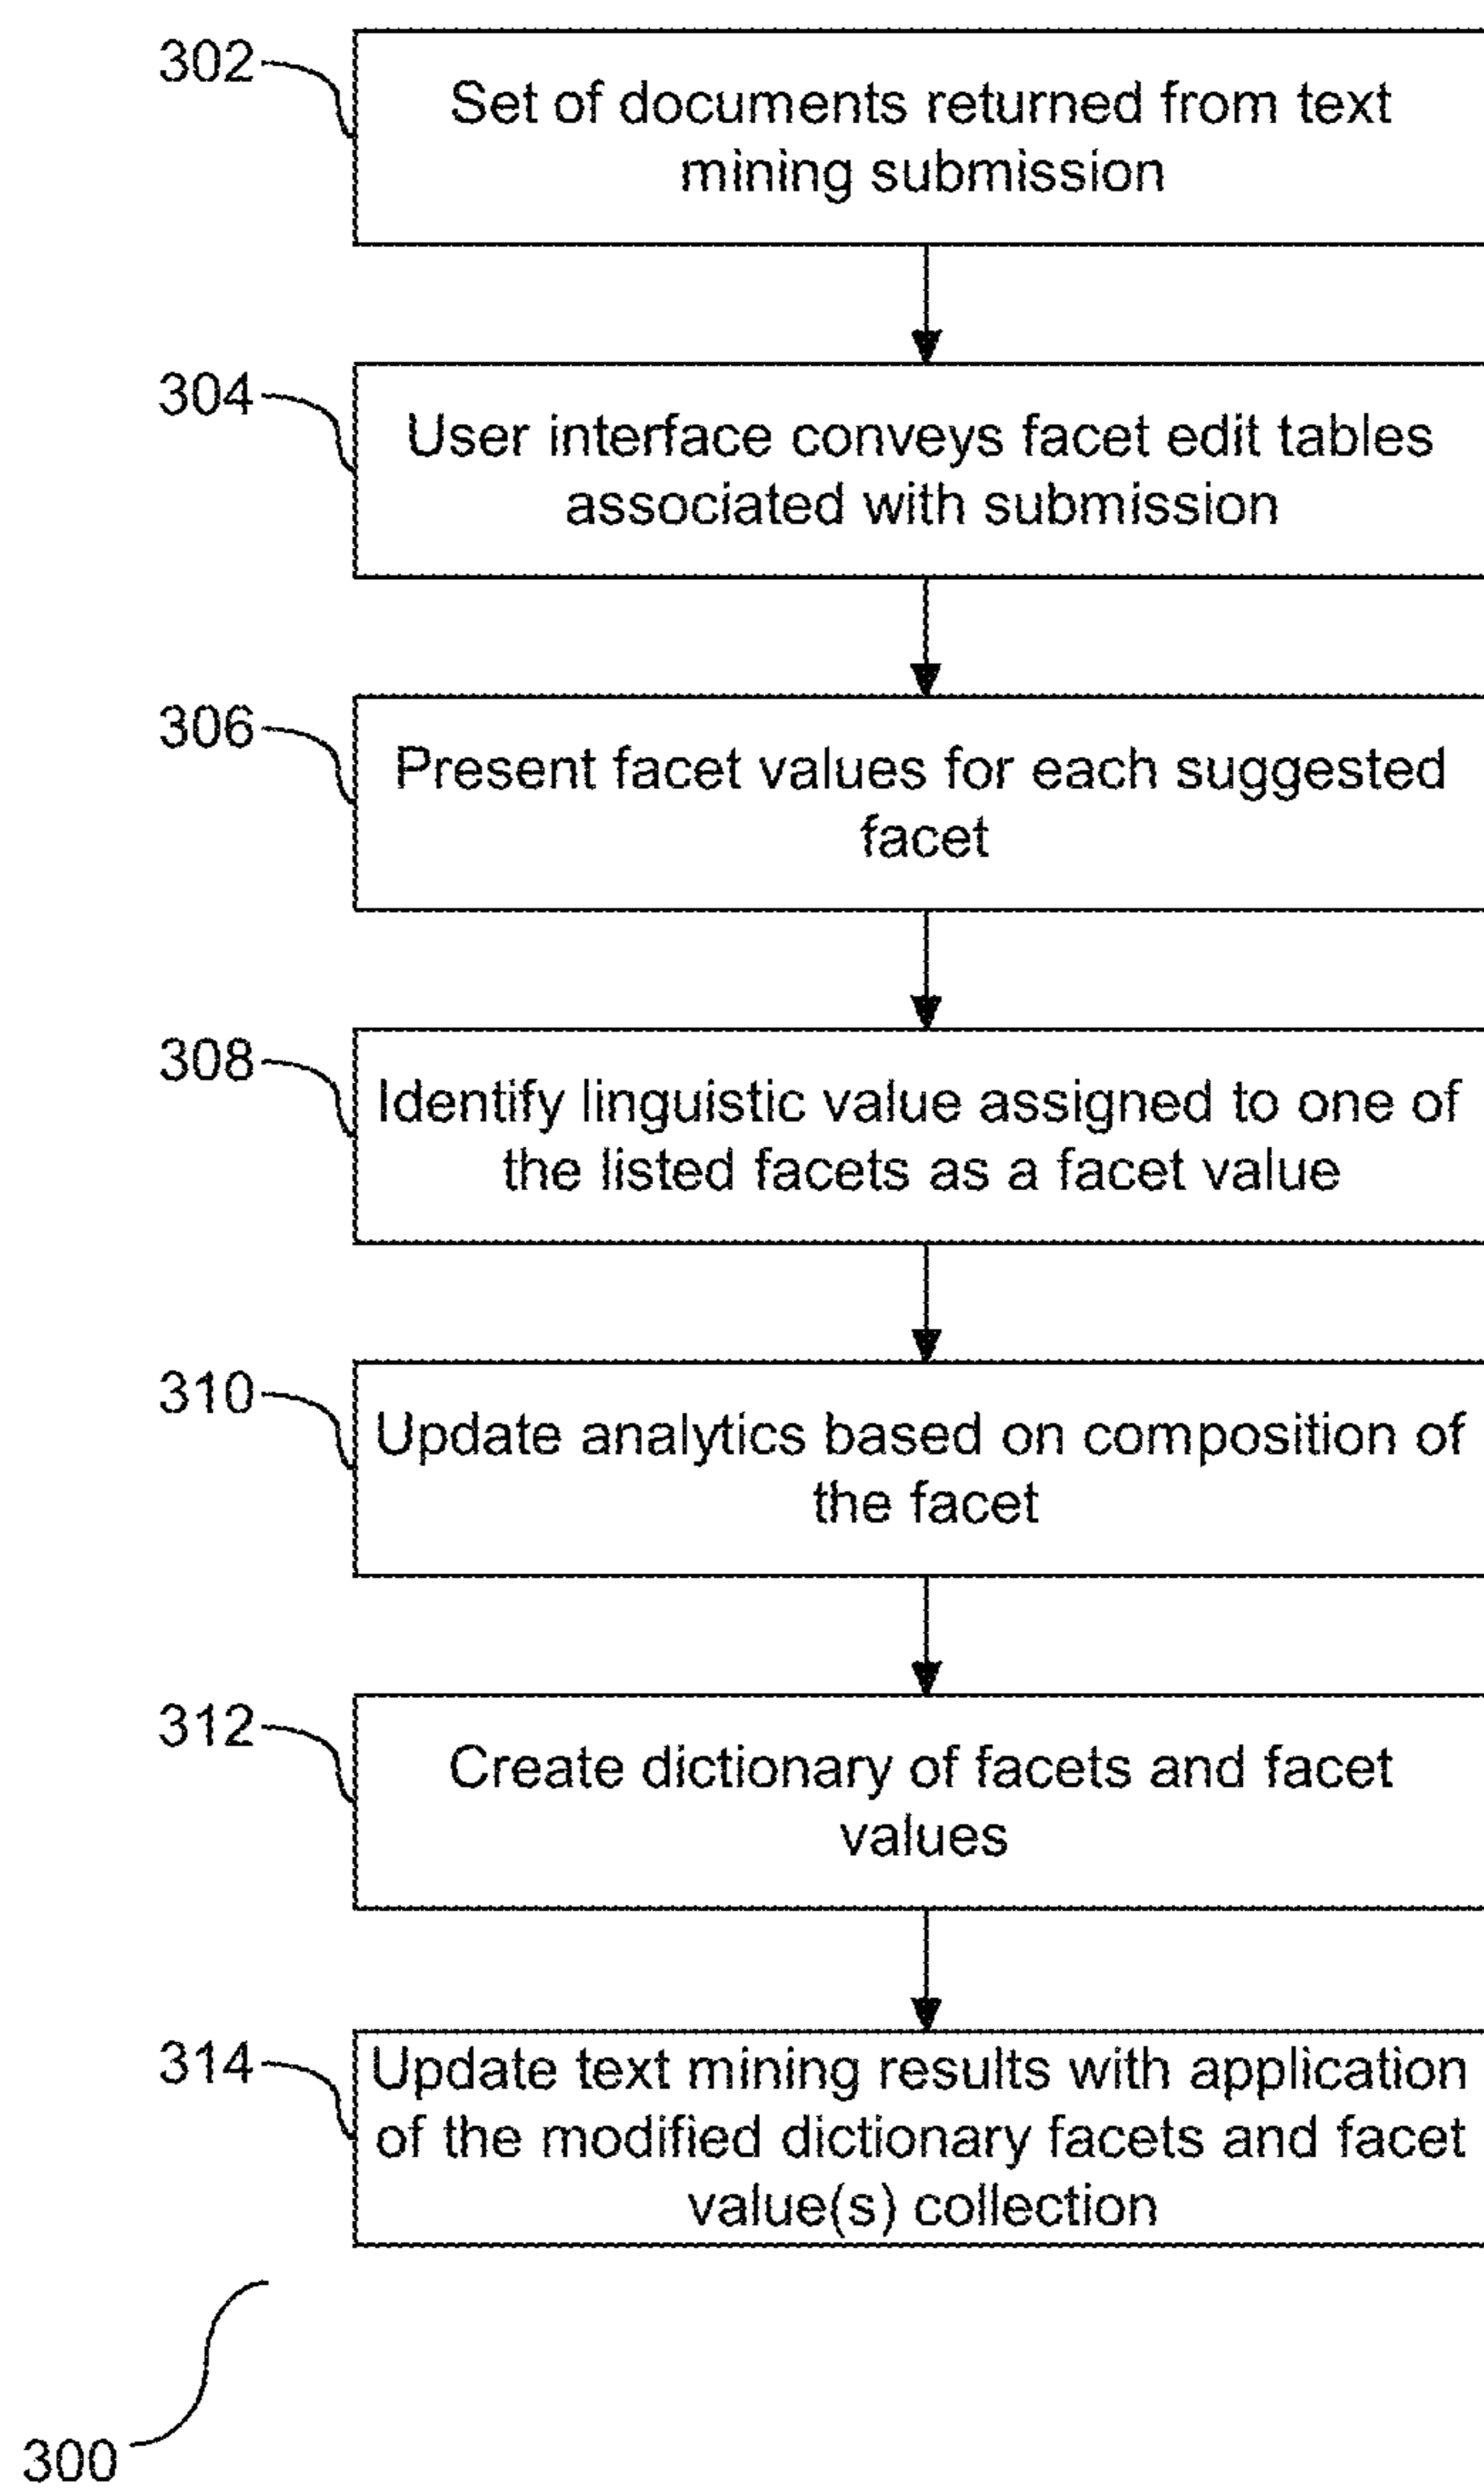 302
Set of documents returned from text
mining submission
304
User interface conveys facet edit tables
associated with submission
306
Present facet values for each suggested
facet
308
Identify linguistic value assigned to one of
the listed facets as a facet value
310
Update analytics based on composition of
the facet
312
Create dictionary of facets and facet
values
314
Update text mining results with application
of the modified dictionary facets and facet
value(s) collection
300